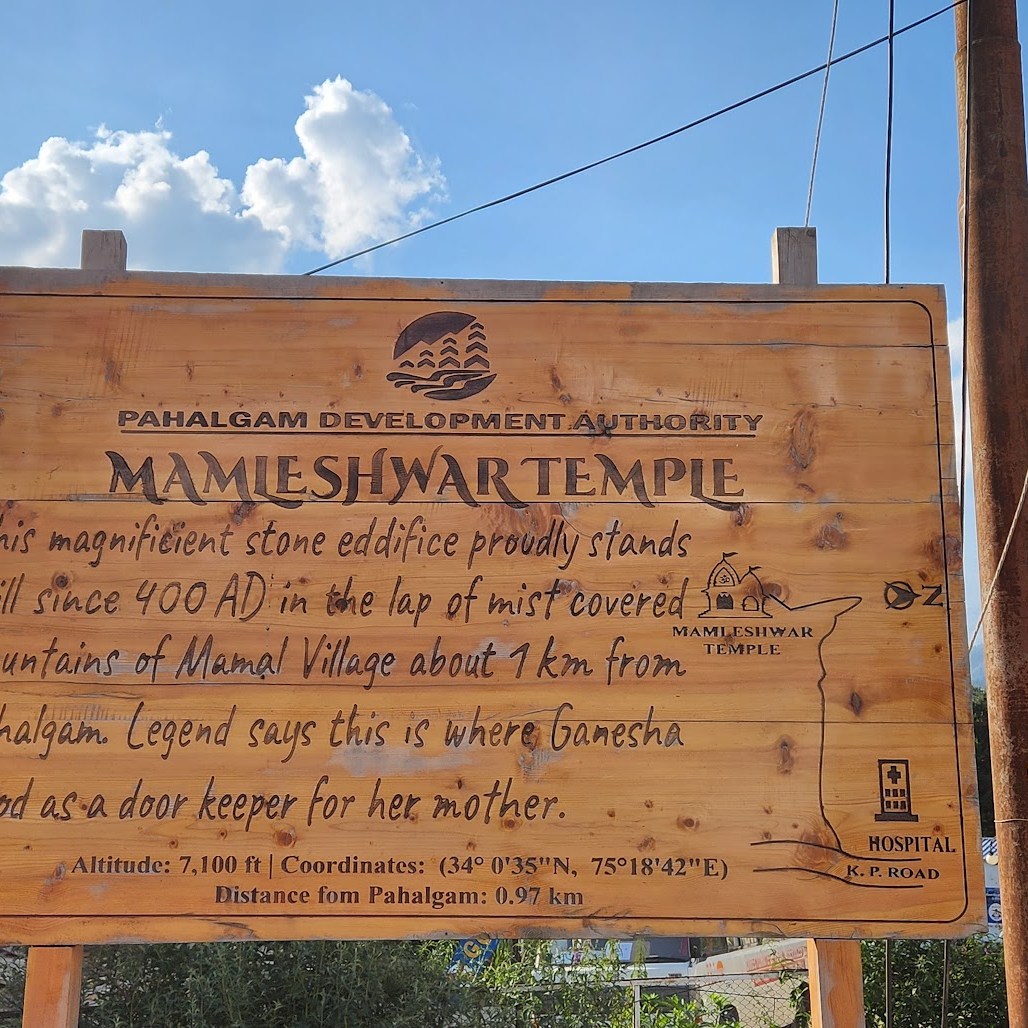 PAHALGAM DEVELOPMENT AUTHORITY
MAMLESHWAR TEMPLE
his magnificient stone eddifice proudly stands
ill since 400 AD in the lap of mist covered
untains of Mamal Village about 1 km from
halgam. Legend says this is where Ganesha
od as a door keeper for her mother.
Altitude: 7,100 ft | Coordinates: (34° 0'35"N, 75°18'42"E)
Distance fom Pahalgam: 0.97 km
MAMLESHWAR
TEMPLE
N
HOSPITAL
K. P. ROAD